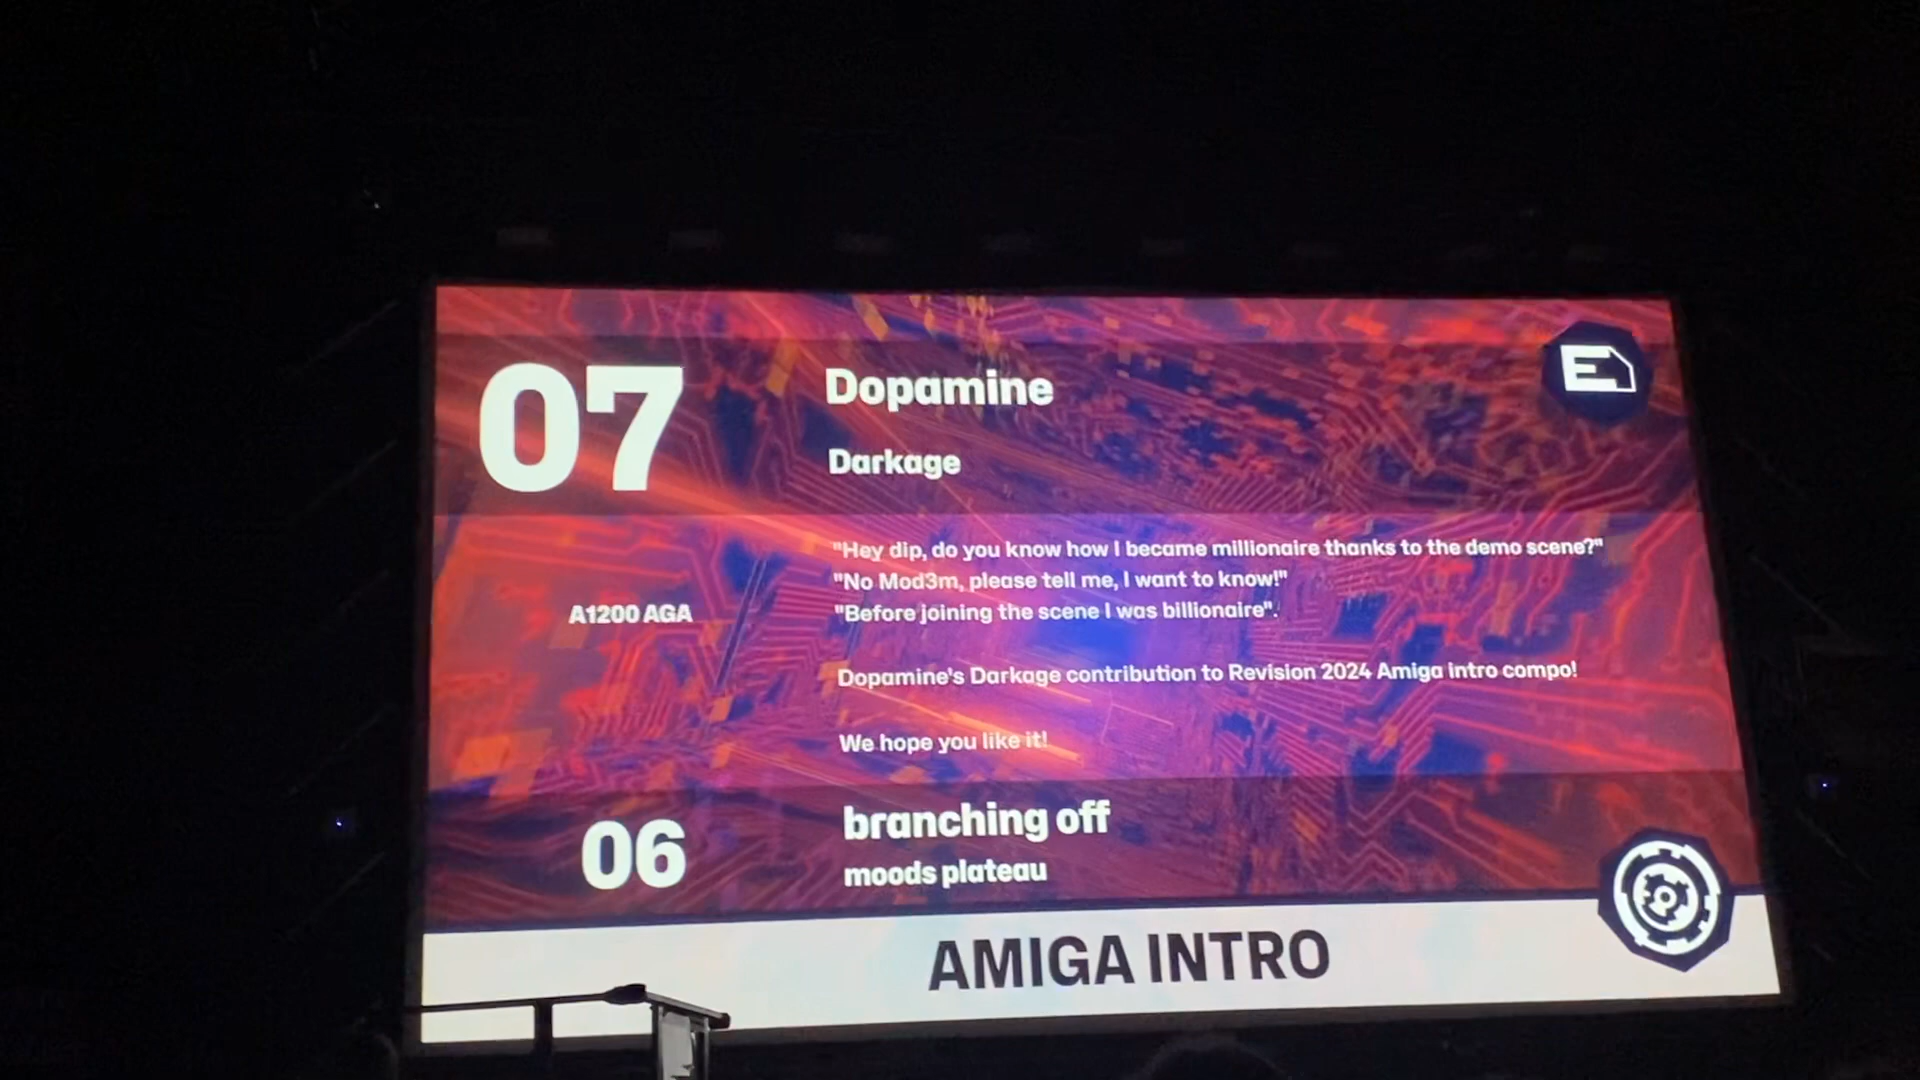 07
Dopamine
Darkage
A1200 AGA
"Hey dip, do you know how I became millionaire thanks to the demo scene?"
"No Mod3m, please tell me, I want to know!"
"Before joining the scene I was billionaire".
Dopamine's Darkage contribution to Revision 2024 Amiga intro compo!
We hope you like it!
06
branching off
moods plateau
AMIGA INTRO